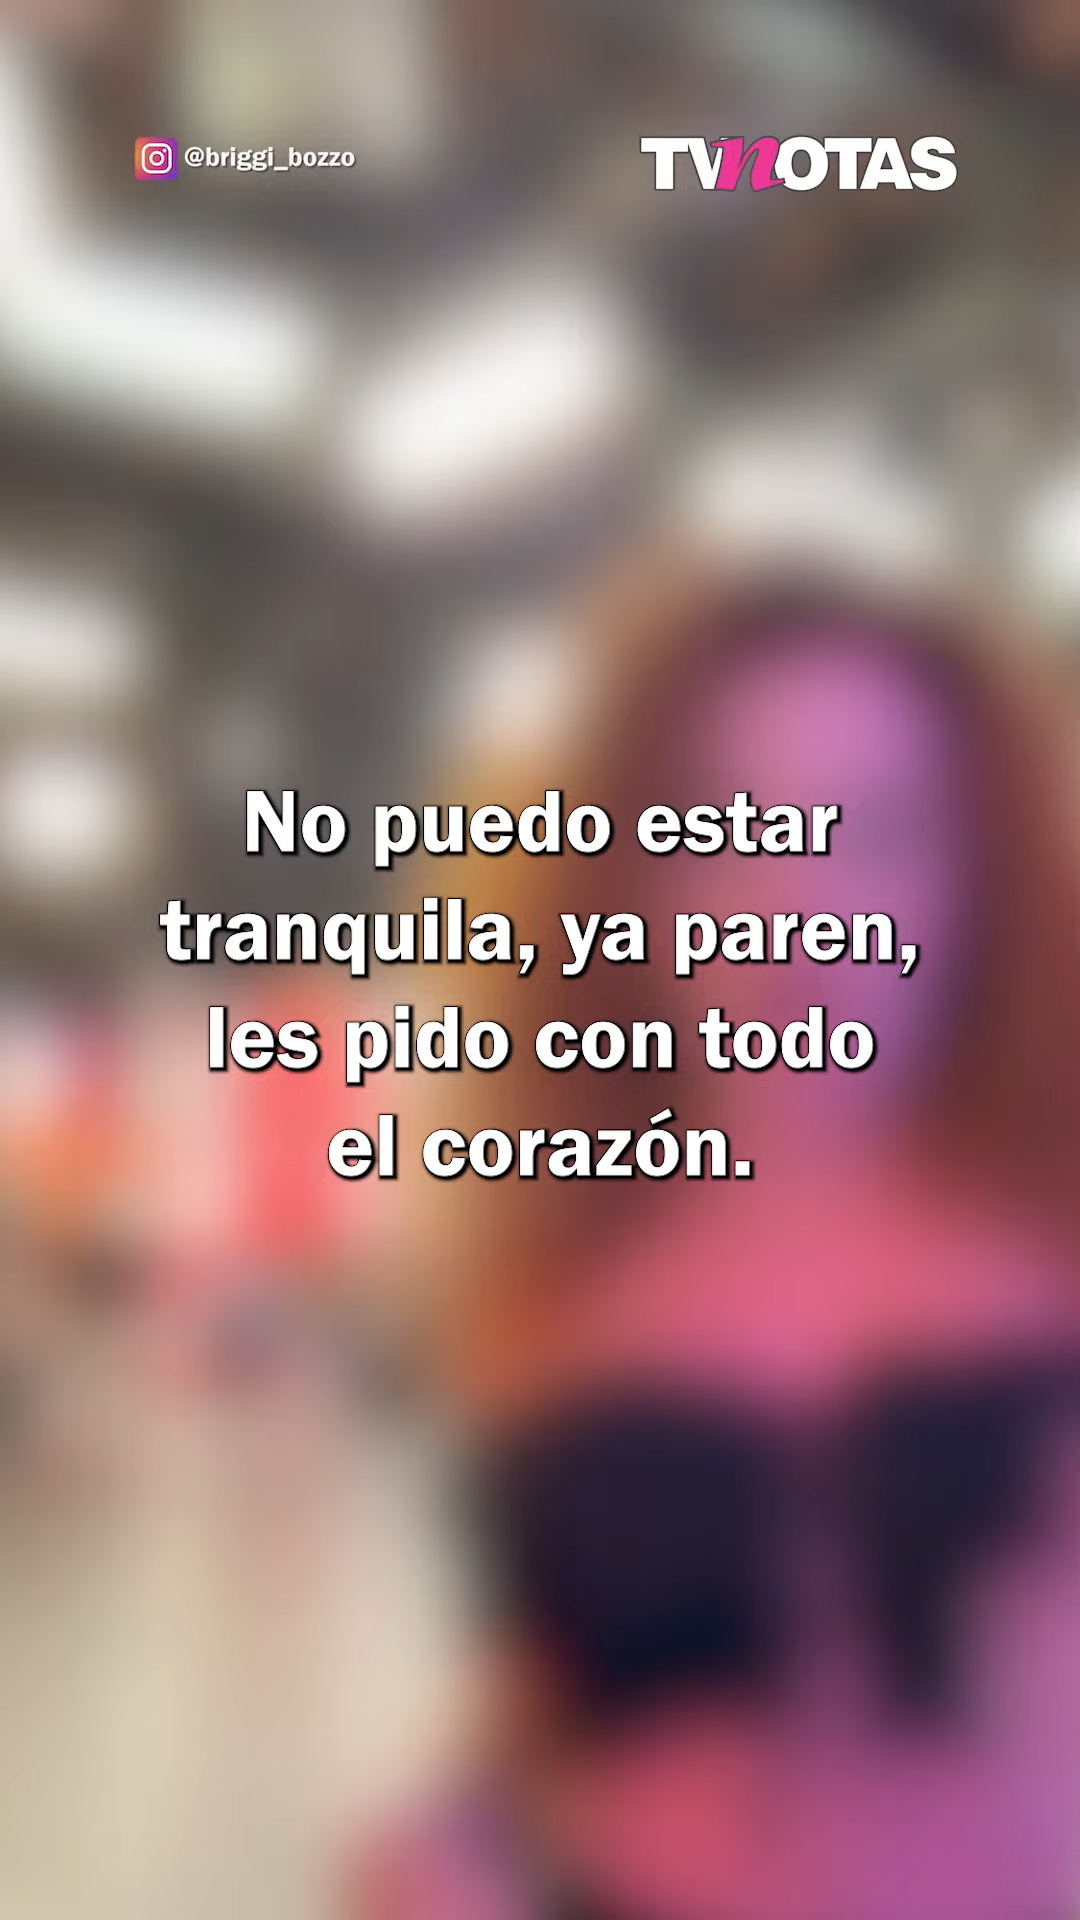 @briggi_bozzo
TVnOTAS
No puedo estar
tranquila, ya paren,
les pido con todo
el corazón.